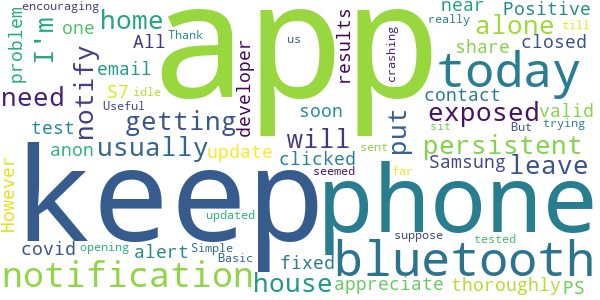 encouraging
problem
I'm
home
one
All
Thank
us
app
results
crashing
near
really
till
Positive
alone
share
closed
today
need
notify
email
S7
idle
Useful
developer
soon
contact
exposed
valid
test
getting
will
put
But
trying
However
anon
usually
update
clicked
sit
sent
persistent
Samsung
leave
keep
phone
seemed
far
updated
covid
opening
alert
Simple
Basic
fixed
suppose
tested
bluetooth
notification
house
appreciate
thoroughly
PS